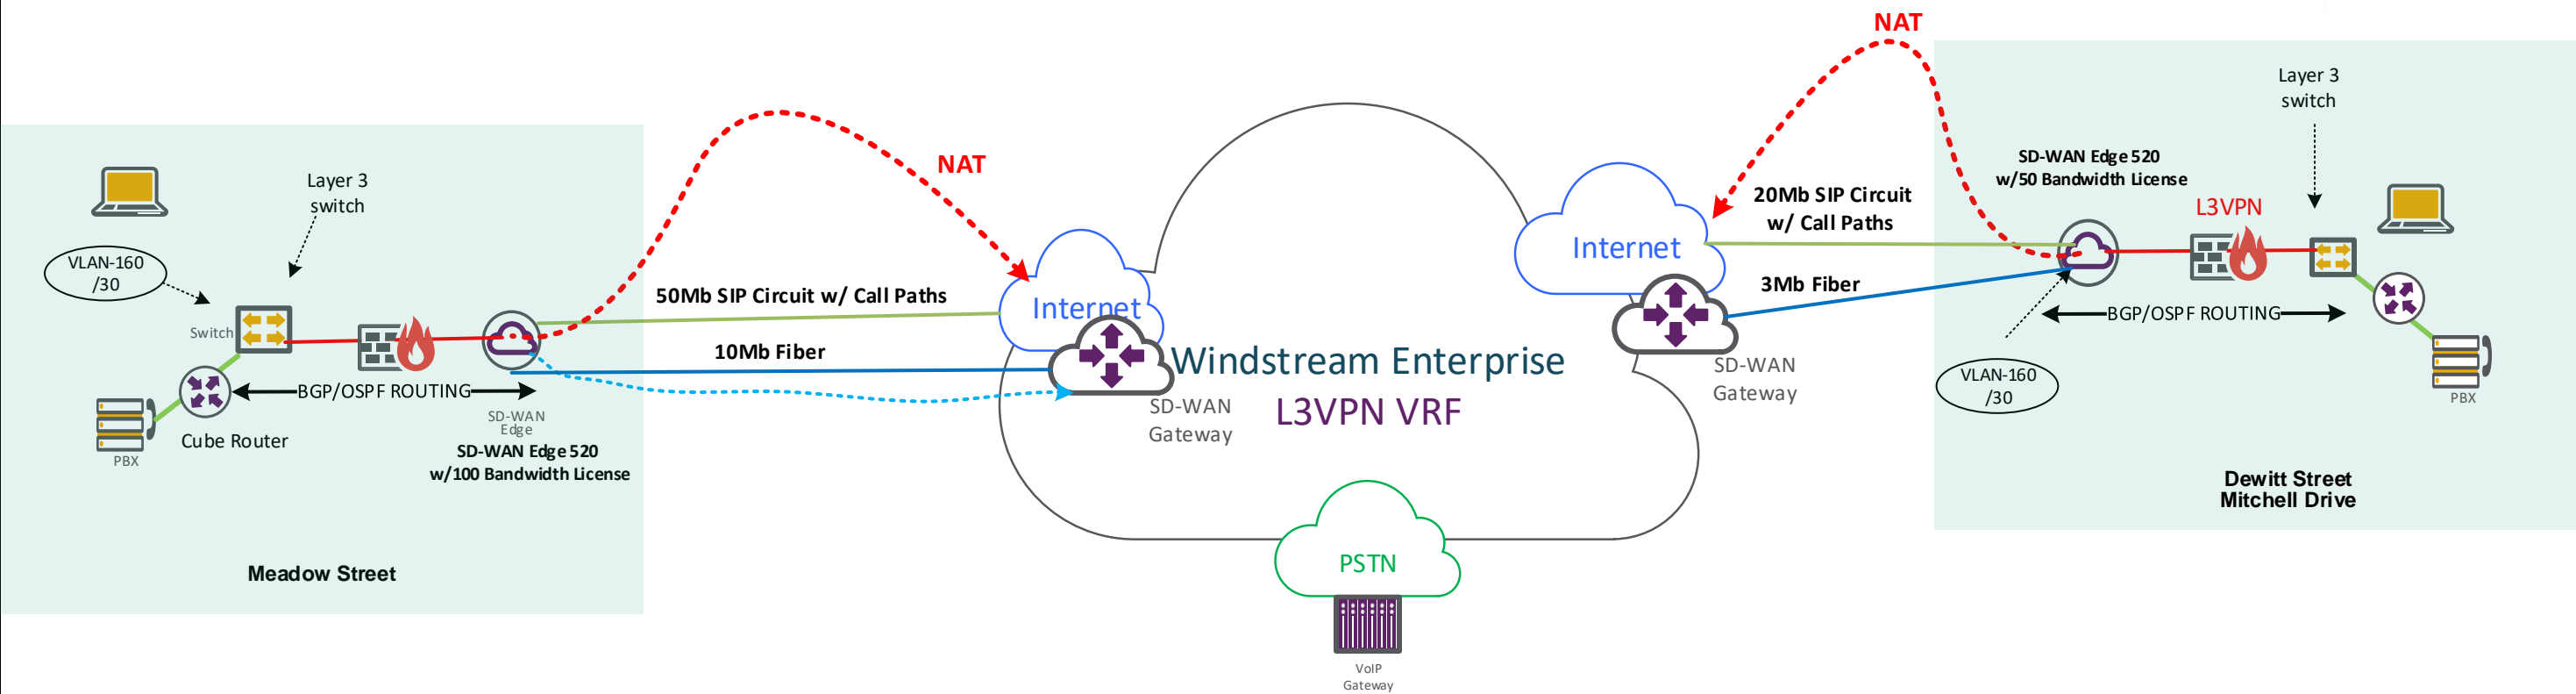 NAT
Layer 3
switch
SD-WAN Edge 520
w/50 Bandwidth License
L3VPN
20Mb SIP Circuit
w/ Call Paths
Internet
3Mb Fiber
SD-WAN
Gateway
BGP/OSPF ROUTING
VLAN-160
/30
PBX
Dewitt Street
Mitchell Drive
NAT
Layer 3
switch
VLAN-160
/30
Switch
50Mb SIP Circuit w/ Call Paths
10Mb Fiber
Internet
SD-WAN
Gateway
Windstream Enterprise
L3VPN VRF
BGP/OSPF ROUTING
SD-WAN
Edge
SD-WAN Edge 520
w/100 Bandwidth License
Cube Router
PBX
Meadow Street
PSTN
VoIP
Gateway